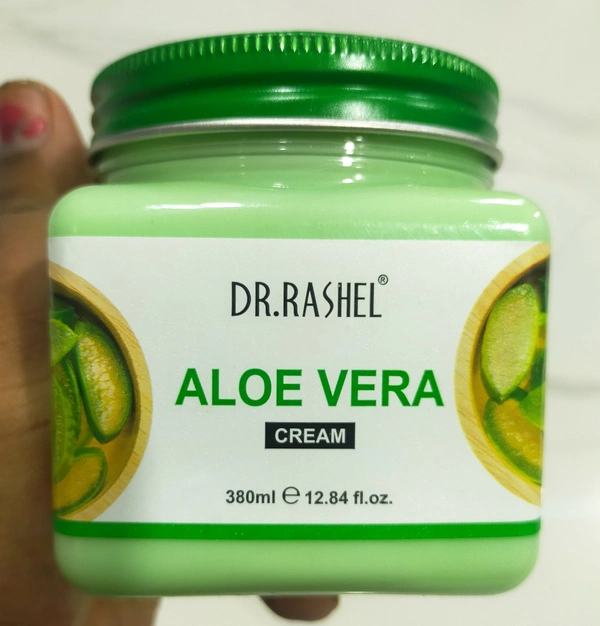 DR.RASHEL®
ALOE VERA
CREAM
380ml ℮ 12.84 fl.oz.